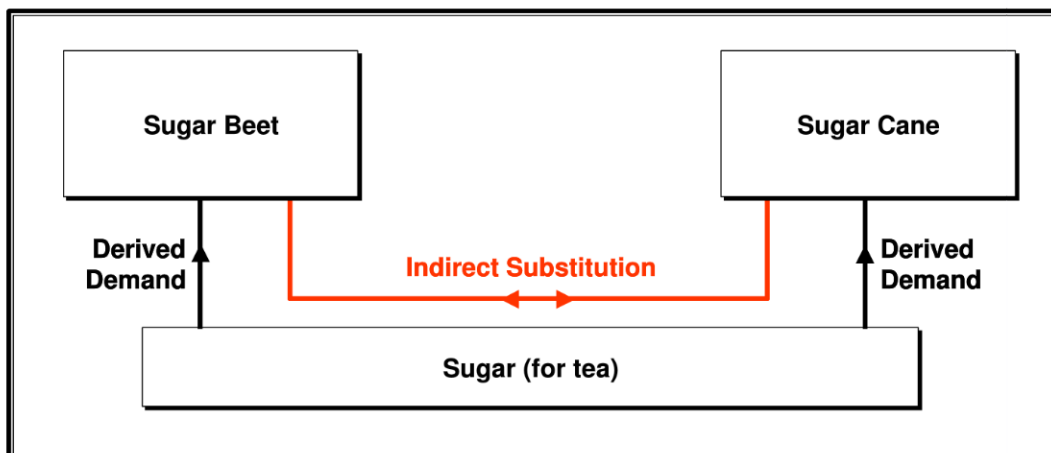 Sugar Beet
Sugar Cane
Derived
Demand
Indirect Substitution
Derived
Demand
Sugar (for tea)